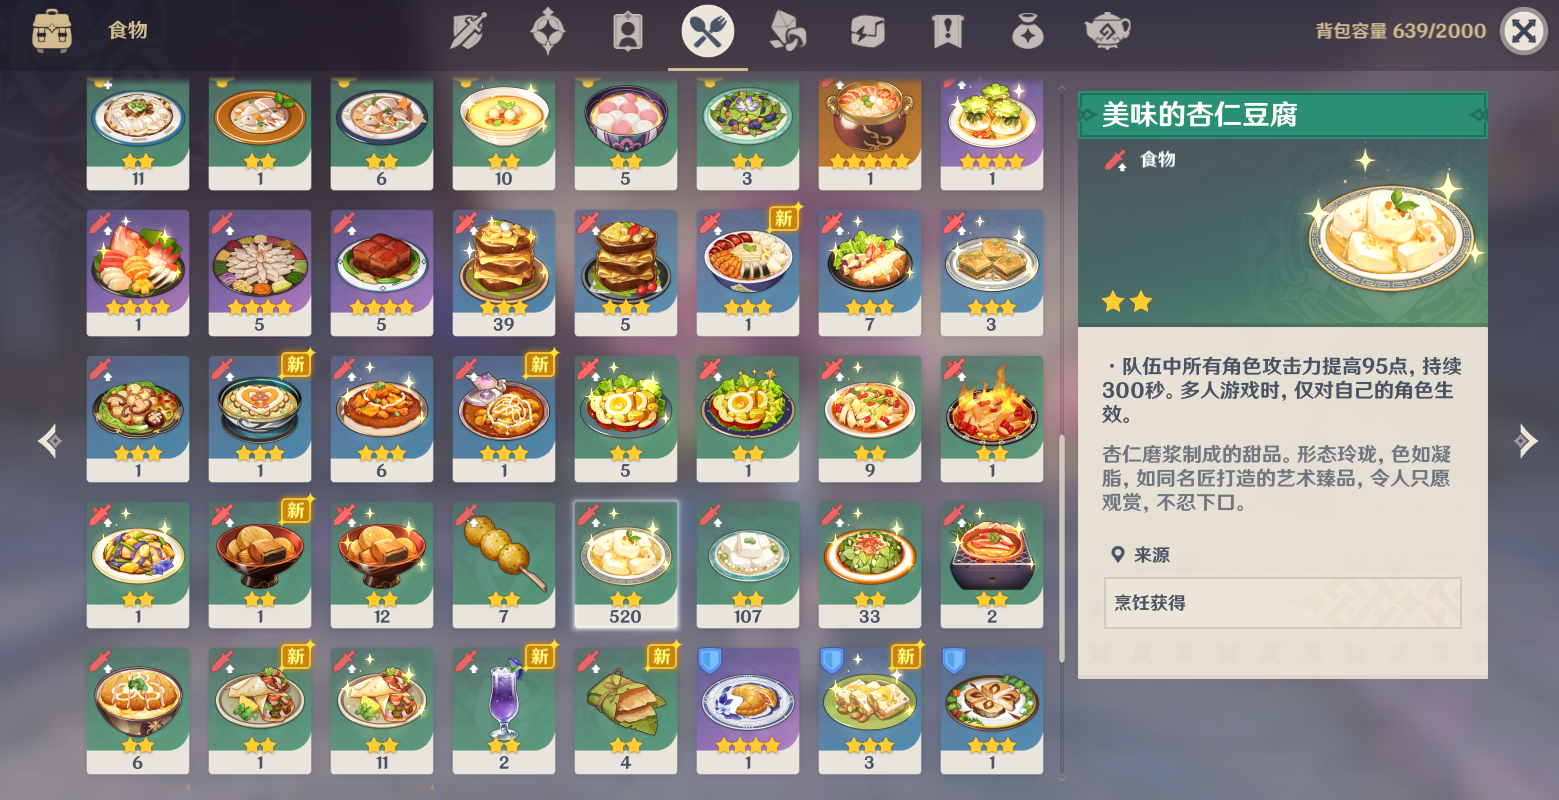 食物
背包容量 639/2000
11
1
6
10
5
3
1
1
美味的杏仁豆腐
食物
1
5
5
39
5
新
1
7
3
·队伍中所有角色攻击力提高95点，持续
300秒。多人游戏时，仅对自己的角色生
效。
杏仁磨浆制成的甜品。形态玲珑，色如凝
脂，如同名匠打造的艺术臻品，令人只愿
观赏，不忍下口。
1
新
1
6
新
1
5
1
9
1
1
新
1
12
7
520
107
33
2
来源
烹饪获得
6
新
1
11
新
2
新
4
1
新
3
1